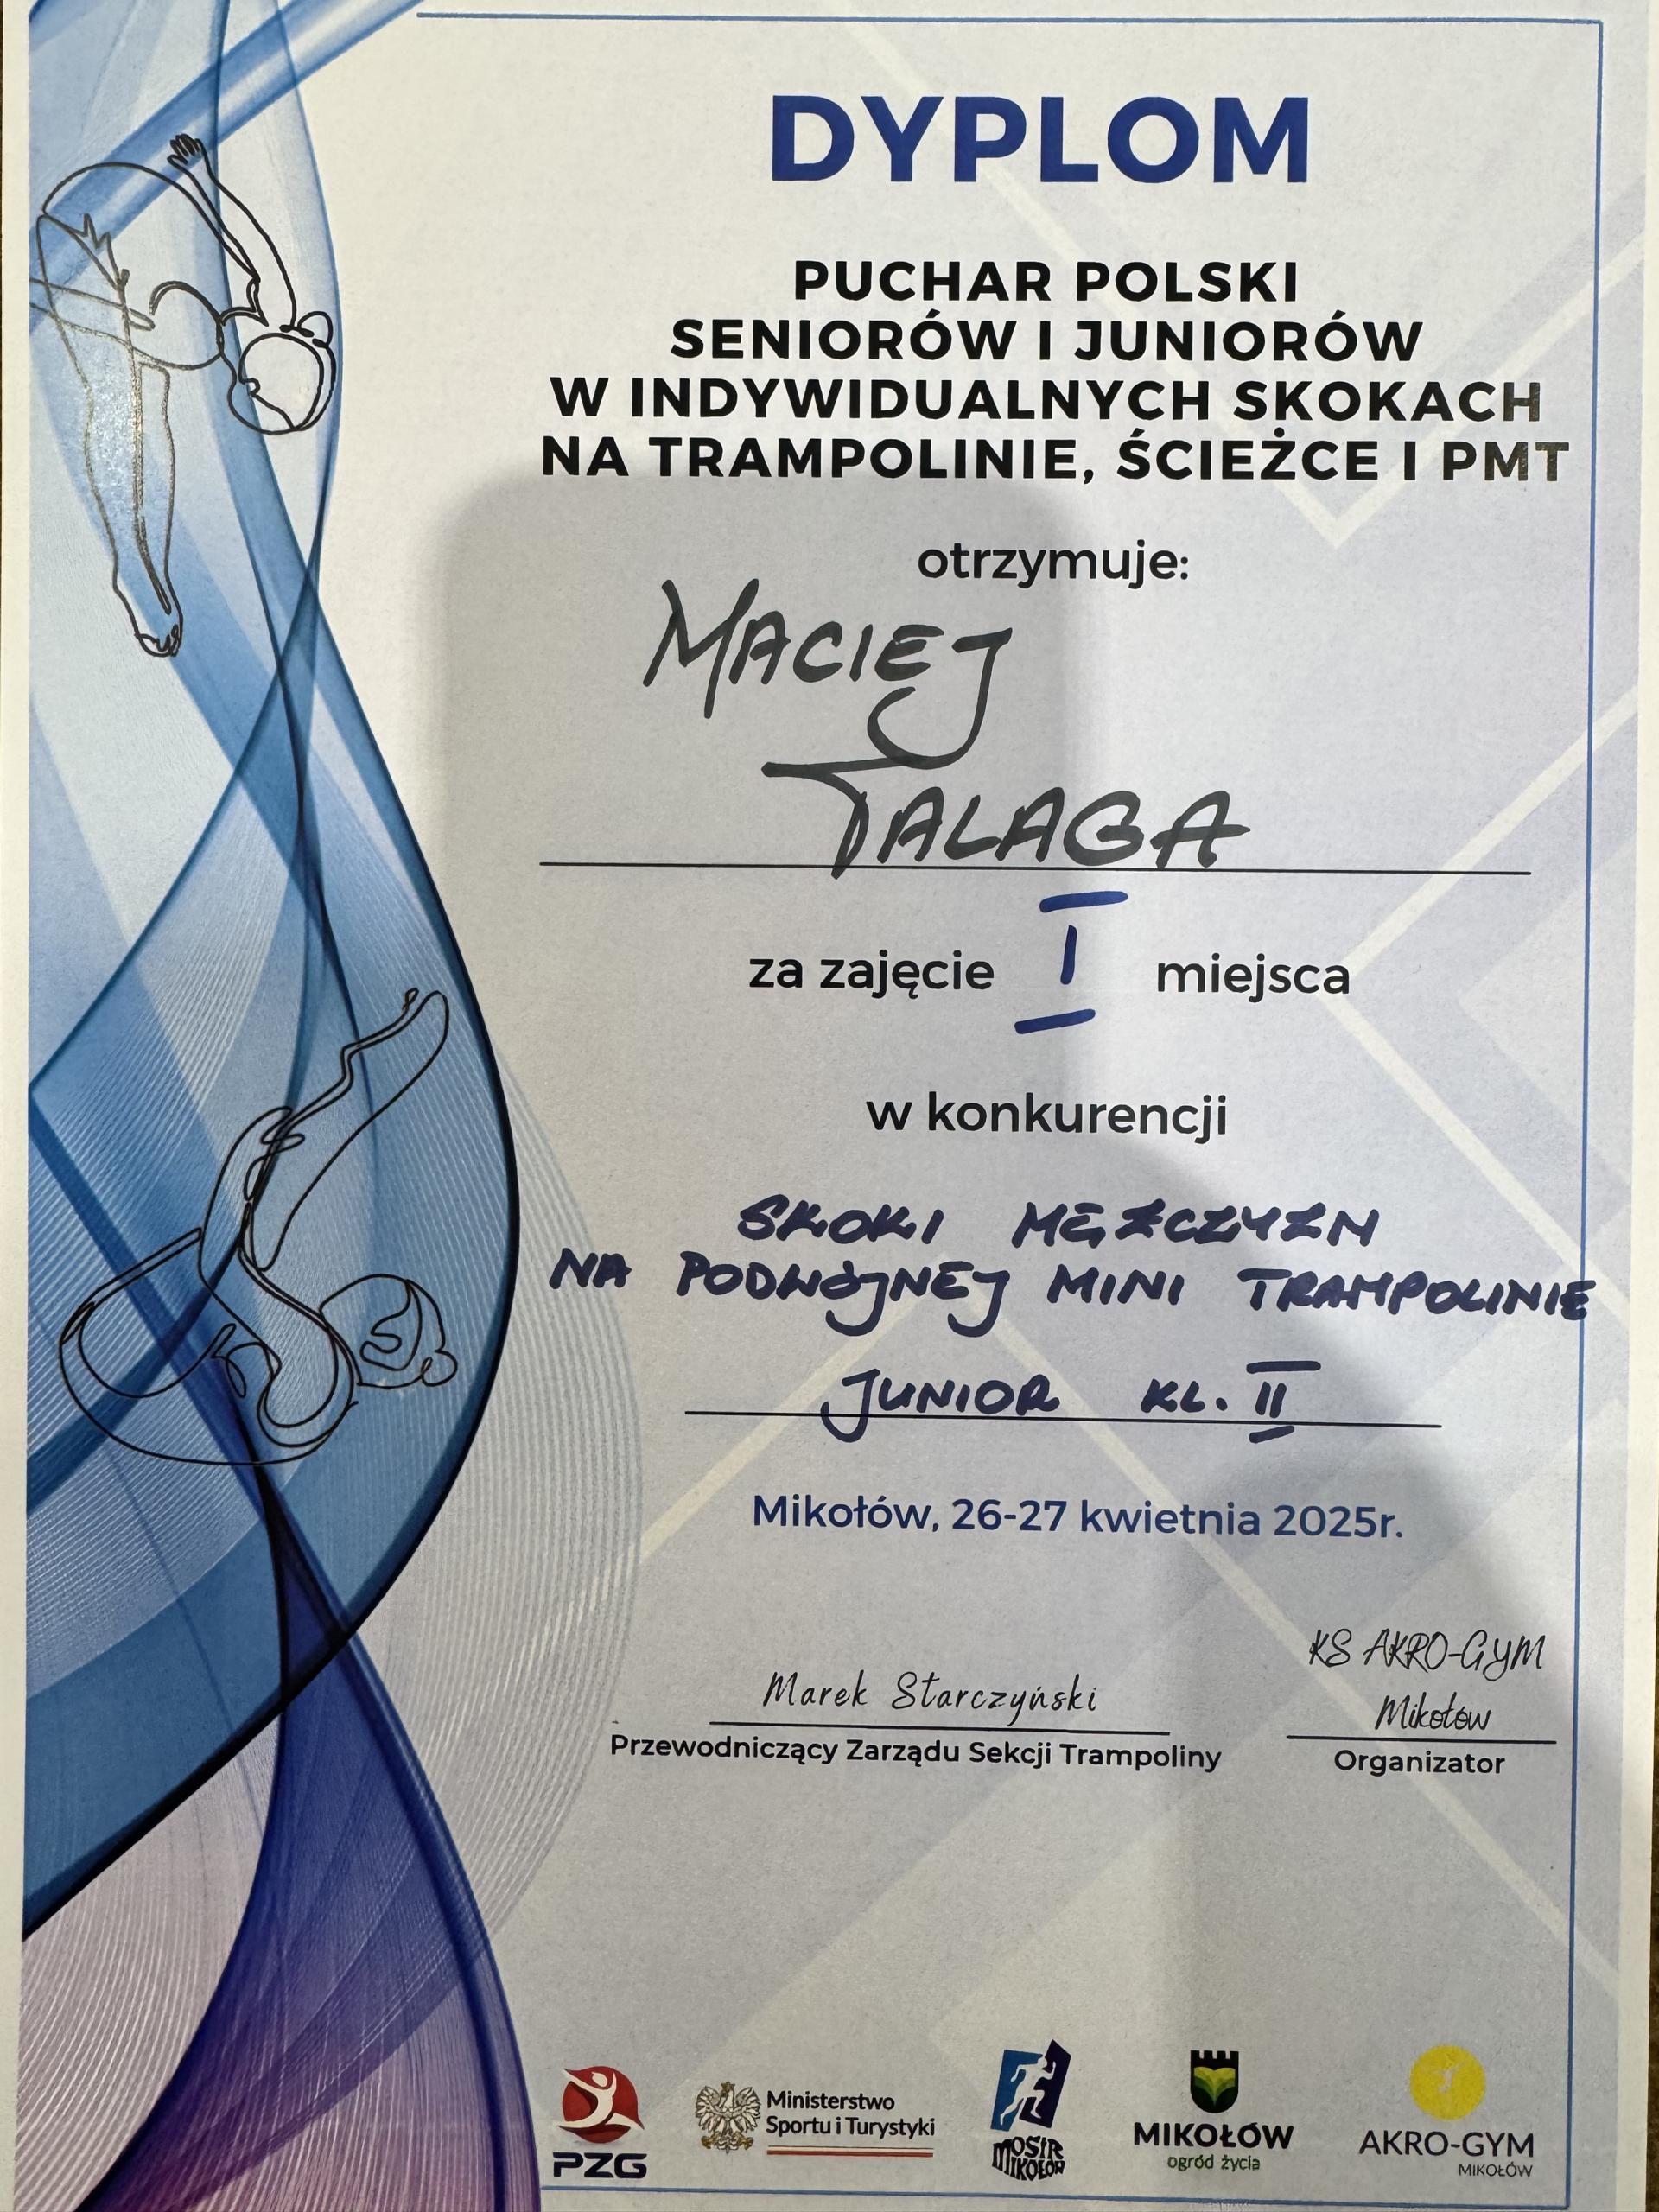 DYPLOM
PUCHAR POLSKI
SENIORÓW I JUNIORÓW
W INDYWIDUALNYCH SKOKACH
NA TRAMPOLINIE, ŚCIEŻCE I PMT
otrzymuje:
MACIEJ
TALAGA
za zajęcie I miejsca
w konkurencji
SKOKI MĘŻCZYZN
NA PODWÓJNEJ MINI TRAMPOLINIE
JUNIOR KL. II
Mikołów, 26-27 kwietnia 2025r.
Marek Starczyński
Przewodniczący Zarządu Sekcji Trampoliny
KS AKRO-GYM
Mikołów
Organizator
PZG
Ministerstwo
Sportu i Turystyki
MOSiR
MIKOŁÓW
MIKOŁÓW
ogród życia
AKRO-GYM
MIKOŁÓW